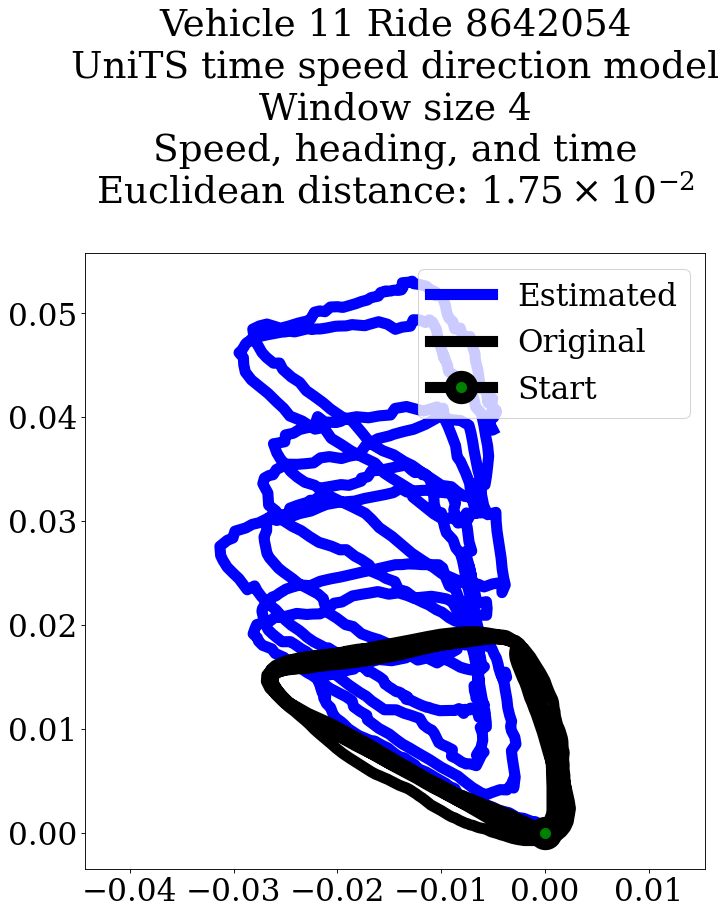 Vehicle 11 Ride 8642054
UniTS time speed direction model
Window size 4
Speed, heading, and time
Euclidean distance: 1.75 × 10⁻²
Estimated
Original
Start
0.05
0.04
0.03
0.02
0.01
0.00
−0.04 −0.03 −0.02 −0.01 0.00 0.01